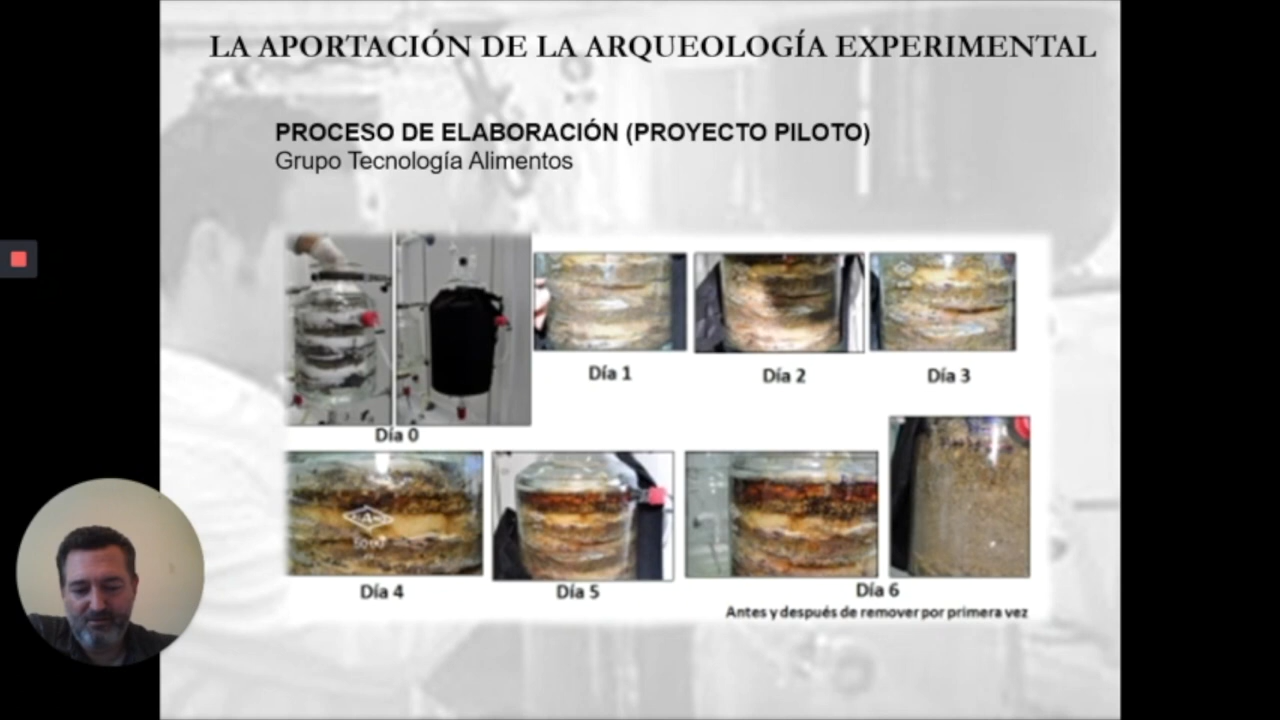 LA APORTACIÓN DE LA ARQUEOLOGÍA EXPERIMENTAL
PROCESO DE ELABORACIÓN (PROYECTO PILOTO)
Grupo Tecnología Alimentos
Día 1
Día 2
Día 3
Día 0
Día 4
Día 5
Día 6
Antes y después de remover por primera vez